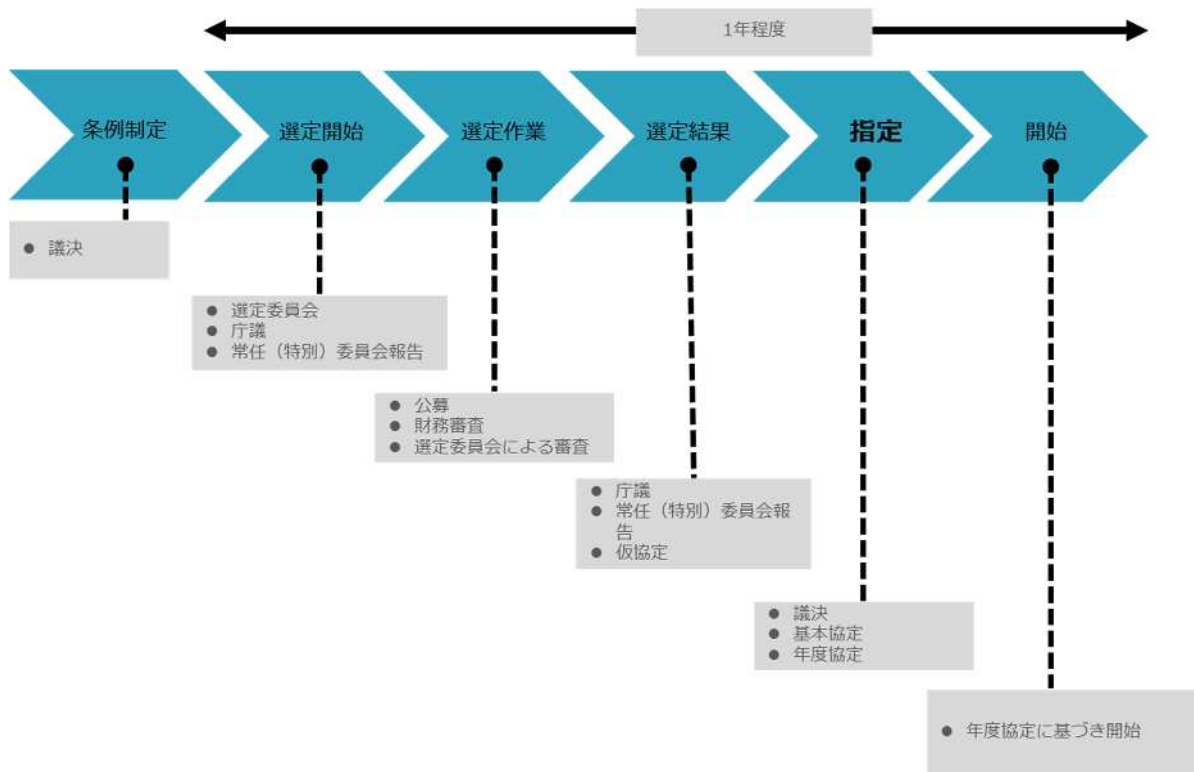 1年程度
条例制定
選定開始
選定作業
選定結果
指定
開始
● 議決
● 選定委員会
● 庁議
● 常任（特別）委員会報告
● 公募
● 財務審査
● 選定委員会による審査
● 庁議
● 常任（特別）委員会報
告
● 仮協定
● 議決
● 基本協定
● 年度協定
● 年度協定に基づき開始